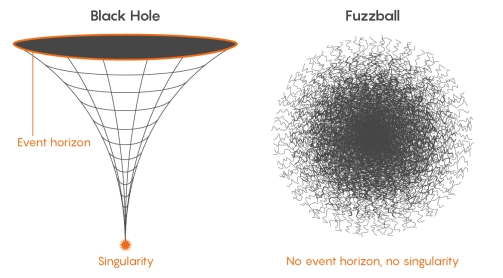 Black Hole
Fuzzball
Event horizon
Singularity
No event horizon, no singularity